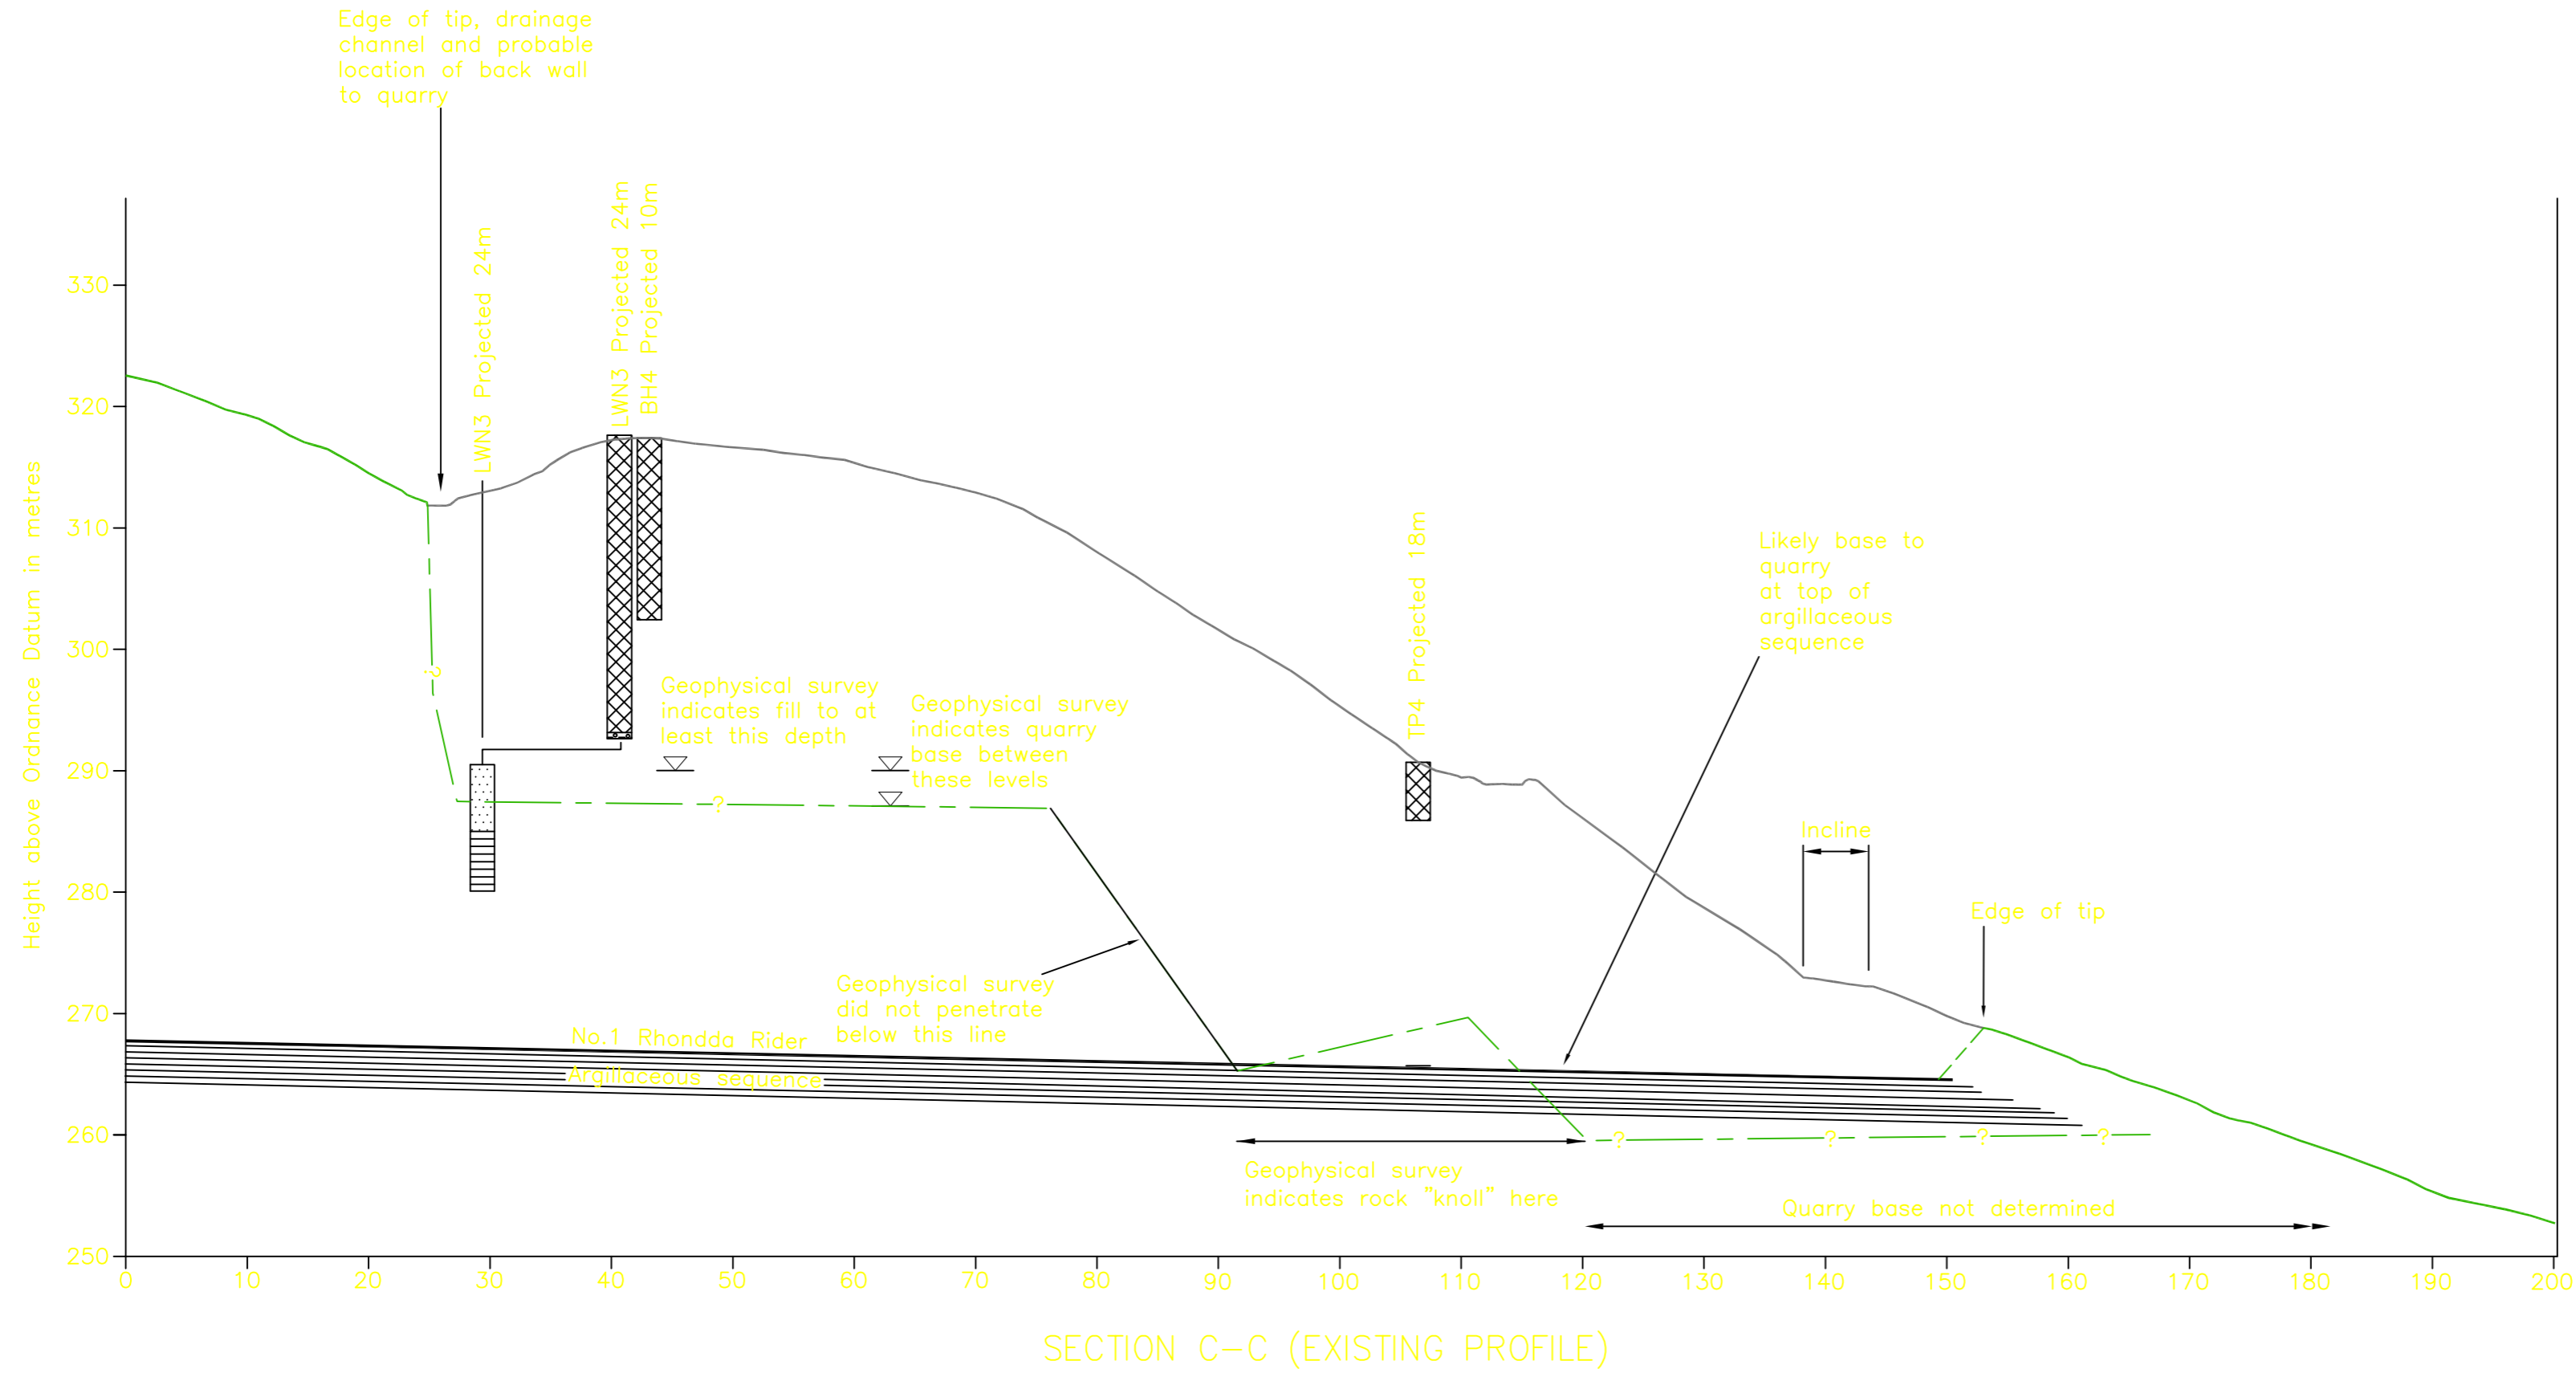 Edge of tip, drainage
channel and probable
location of back wall
to quarry
LWN3 Projected 24m
LWN3 Projected 24m
BH4 Projected 10m
Height above Ordnance Datum in metres
330
320
310
300
290
280
270
260
250
?
Geophysical survey
indicates fill to at
least this depth
Geophysical survey
indicates quarry
base between
these levels
?
TP4 Projected 18m
Likely base to
quarry
at top of
argillaceous
sequence
Incline
Edge of tip
Geophysical survey
did not penetrate
below this line
No.1 Rhondda Rider
Argillaceous sequence
? ? ? ?
Geophysical survey
indicates rock "knoll" here
Quarry base not determined
0 10 20 30 40 50 60 70 80 90 100 110 120 130 140 150 160 170 180 190 200
SECTION C-C (EXISTING PROFILE)